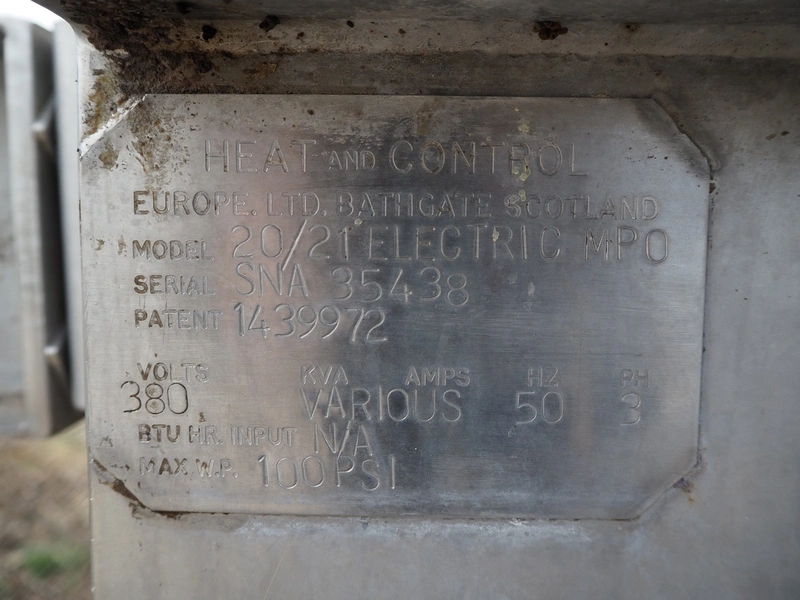 HEAT AND CONTROL
EUROPE. LTD. BATHGATE SCOTLAND
MODEL 20/21 ELECTRIC MPO
SERIAL SNA 35438
PATENT 1439972
VOLTS KVA AMPS HZ PH
380 VARIOUS 50 3
BTU HR. INPUT N/A
MAX. W.P. 100 PSI